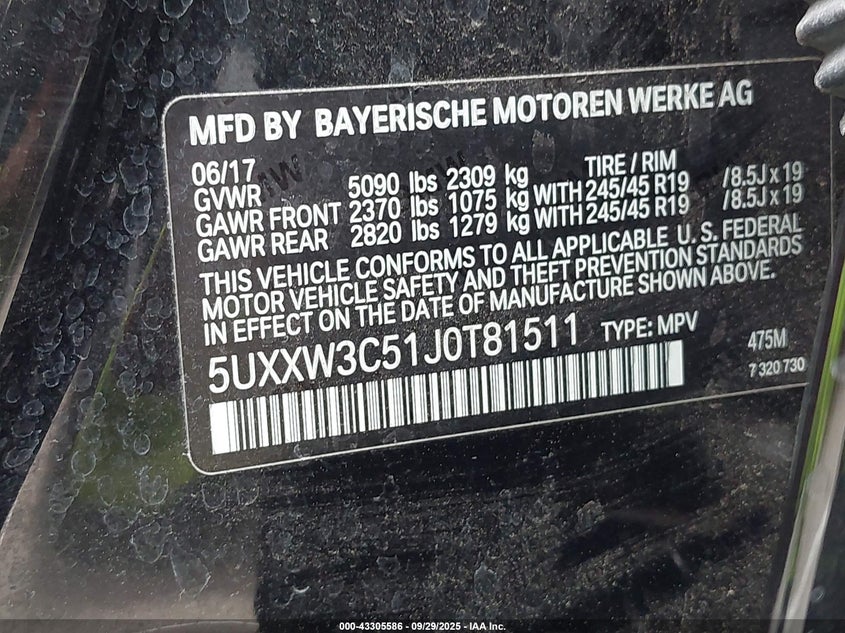 MFD BY BAYERISCHE MOTOREN WERKE AG
06/17 TIRE / RIM
GVWR 5090 lbs 2309 kg
GAWR FRONT 2370 lbs 1075 kg WITH 245/45 R19 /8.5J x 19
GAWR REAR 2820 lbs 1279 kg WITH 245/45 R19 /8.5J x 19
THIS VEHICLE CONFORMS TO ALL APPLICABLE U. S. FEDERAL
MOTOR VEHICLE SAFETY AND THEFT PREVENTION STANDARDS
IN EFFECT ON THE DATE OF MANUFACTURE SHOWN ABOVE.
5UXXW3C51J0T81511 TYPE: MPV 475M
7 320 730
000-43305586 - 09/29/2025 - IAA Inc.